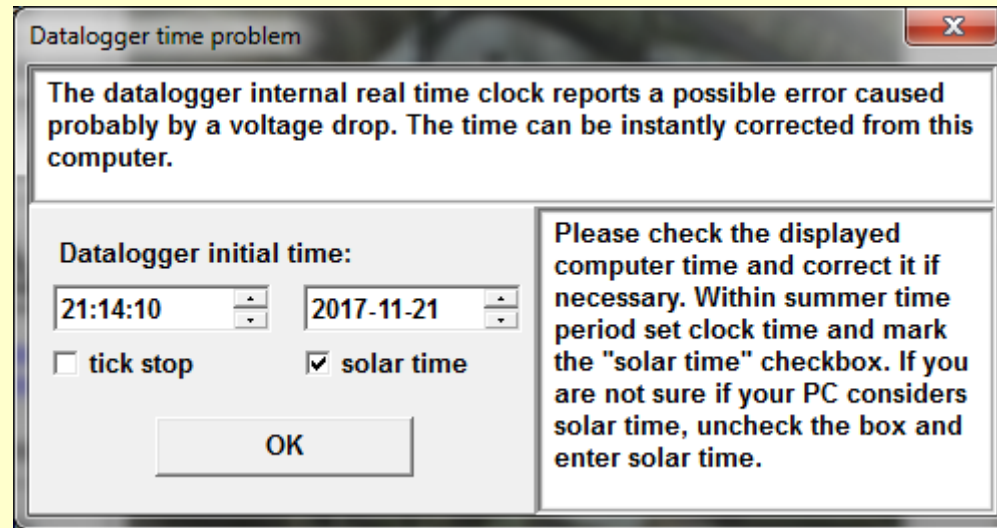 Datalogger time problem
The datalogger internal real time clock reports a possible error caused
probably by a voltage drop. The time can be instantly corrected from this
computer.
Datalogger initial time:
21:14:10
2017-11-21
tick stop
solar time
OK
Please check the displayed
computer time and correct it if
necessary. Within summer time
period set clock time and mark
the "solar time" checkbox. If you
are not sure if your PC considers
solar time, uncheck the box and
enter solar time.